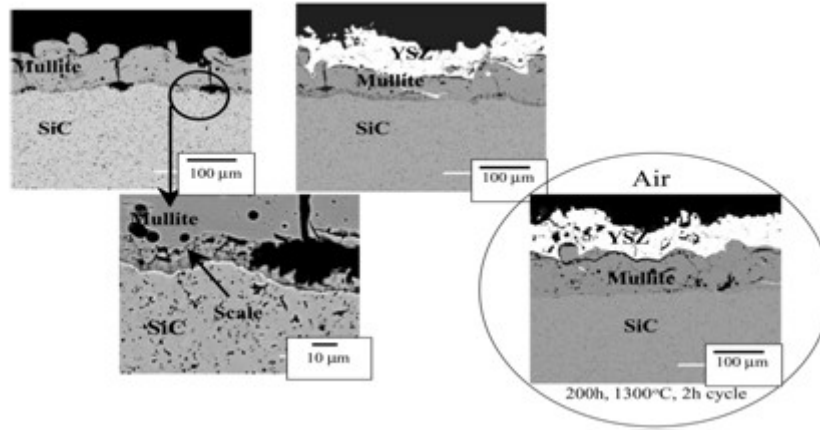 Mullite
SiC
100 μm
YSZ
Mullite
SiC
100 μm
Mullite
Scale
SiC
10 μm
Air
YSZ
Mullite
SiC
100 μm
200h, 1300°C, 2h cycle